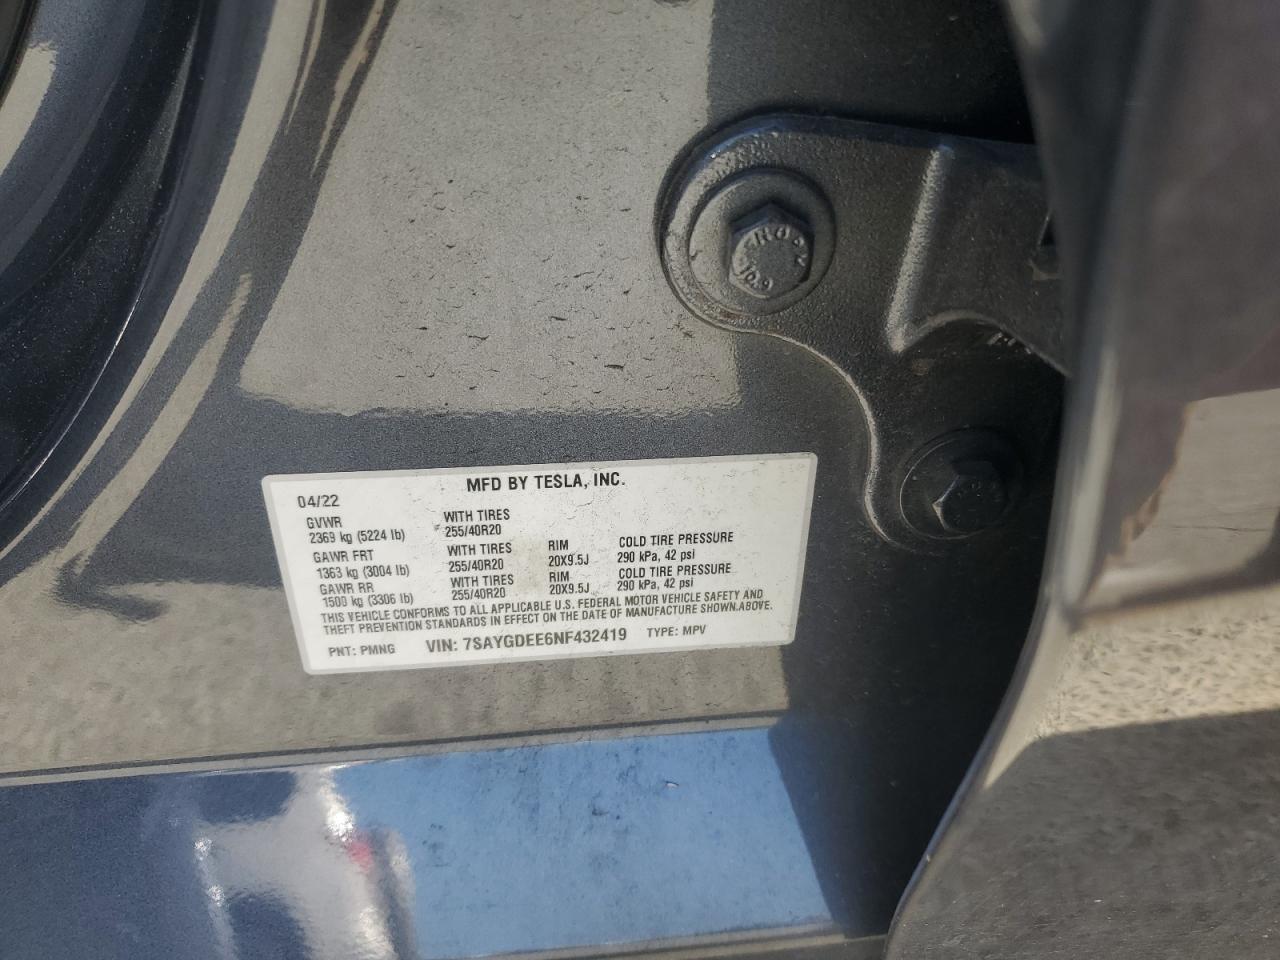 MFD BY TESLA, INC.
04/22
GVWR WITH TIRES
2369 kg (5224 lb) 255/40R20
GAWR FRT WITH TIRES RIM COLD TIRE PRESSURE
1363 kg (3004 lb) 255/40R20 20X9.5J 290 kPa, 42 psi
GAWR RR WITH TIRES RIM COLD TIRE PRESSURE
1500 kg (3306 lb) 255/40R20 20X9.5J 290 kPa, 42 psi
THIS VEHICLE CONFORMS TO ALL APPLICABLE U.S. FEDERAL MOTOR VEHICLE SAFETY AND
THEFT PREVENTION STANDARDS IN EFFECT ON THE DATE OF MANUFACTURE SHOWN ABOVE.
PNT: PMNG VIN: 7SAYGDEE6NF432419 TYPE: MPV
10.9